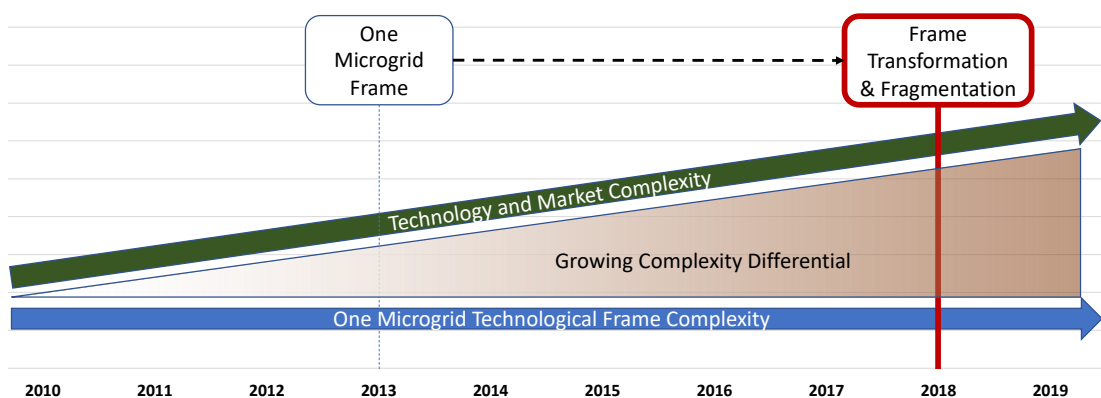 One
Microgrid
Frame
Frame
Transformation
& Fragmentation
Technology and Market Complexity
Growing Complexity Differential
One Microgrid Technological Frame Complexity
2010 2011 2012 2013 2014 2015 2016 2017 2018 2019